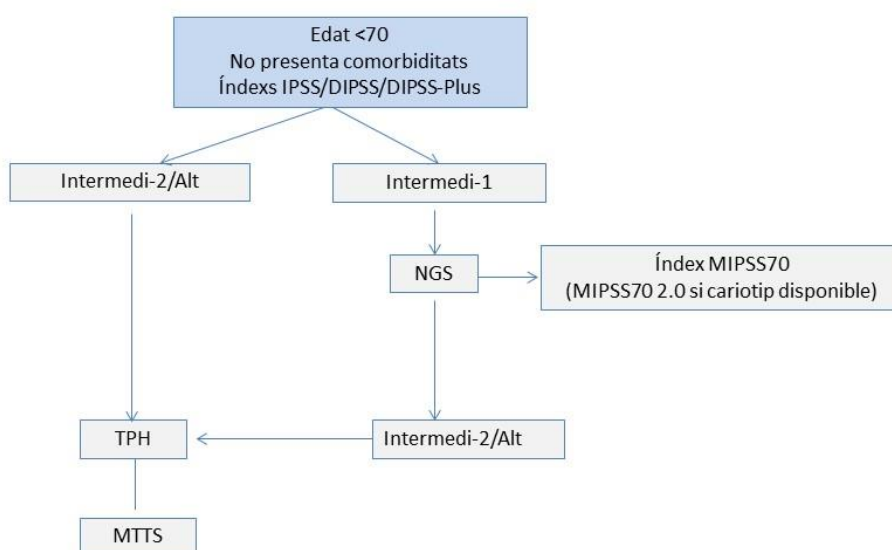 Edat <70
No presenta comorbiditats
Índexs IPSS/DIPSS/DIPSS-Plus
Intermedi-2/Alt
Intermedi-1
NGS
Índex MIPSS70
(MIPSS70 2.0 si cariotip disponible)
TPH
Intermedi-2/Alt
MTTS